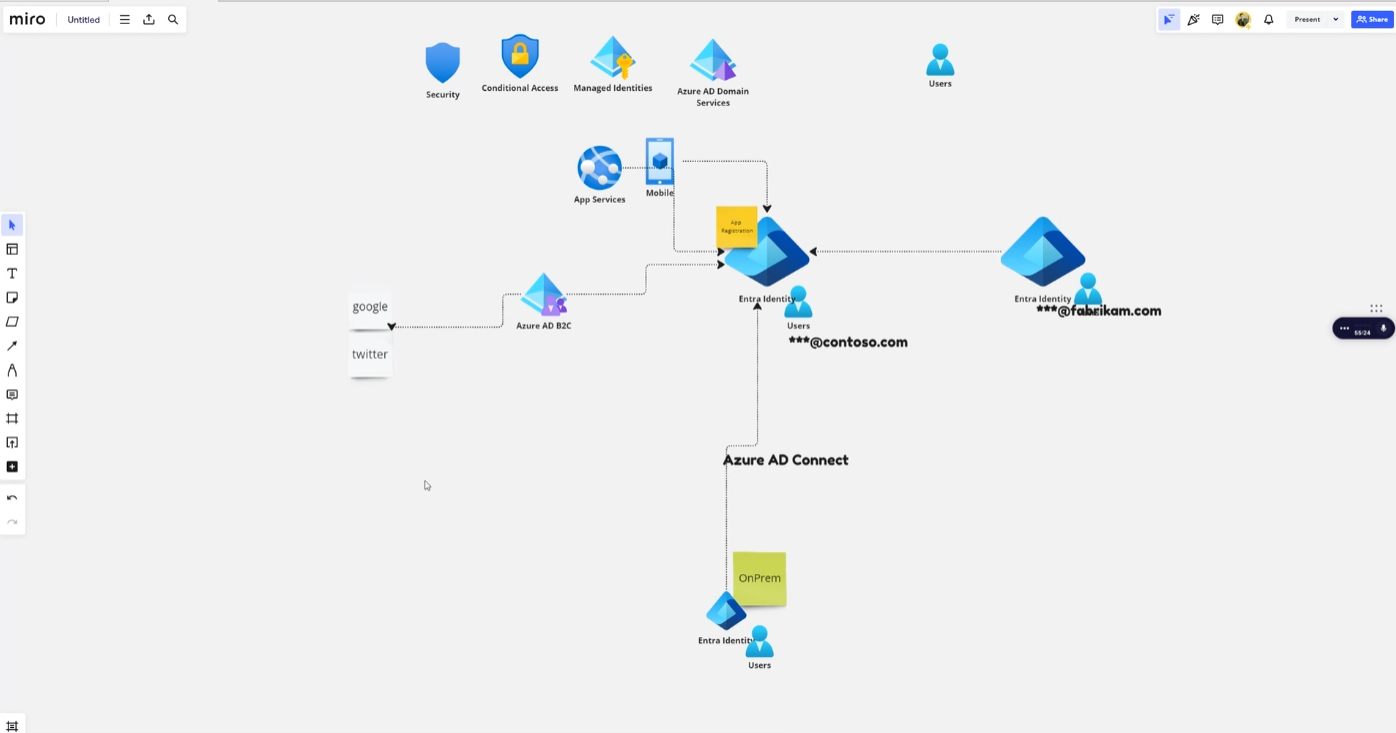 miro
Untitled
Present
Share
Security
Conditional Access
Managed Identities
Azure AD Domain
Services
Users
App Services
Mobile
App
Registration
Entra Identity
Users
***@contoso.com
Entra Identity
***@fabrikam.com
google
twitter
Azure AD B2C
55/24
Azure AD Connect
OnPrem
Entra Identity
Users